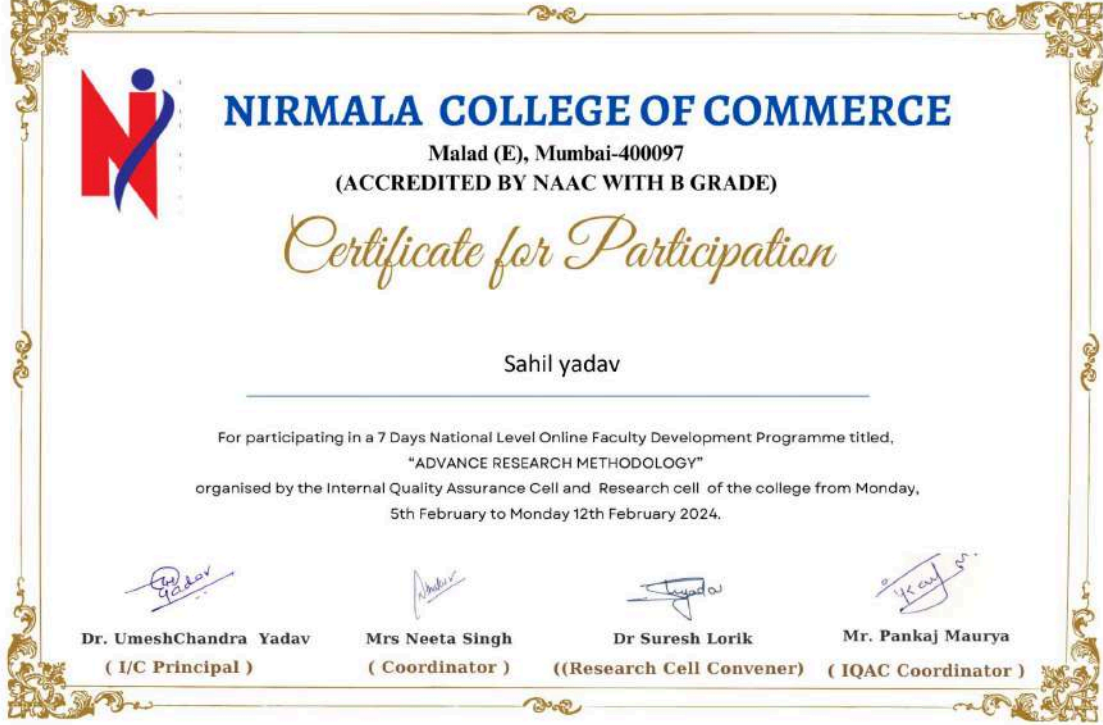 NIRMALA COLLEGE OF COMMERCE
Malad (E), Mumbai-400097
(ACCREDITED BY NAAC WITH B GRADE)
Certificate for Participation
Sahil yadav
For participating in a 7 Days National Level Online Faculty Development Programme titled,
“ADVANCE RESEARCH METHODOLOGY”
organised by the Internal Quality Assurance Cell and Research cell of the college from Monday,
5th February to Monday 12th February 2024.
Dr. UmeshChandra Yadav
( I/C Principal )
Mrs Neeta Singh
( Coordinator )
Dr Suresh Lorik
((Research Cell Convener)
Mr. Pankaj Maurya
( IQAC Coordinator )